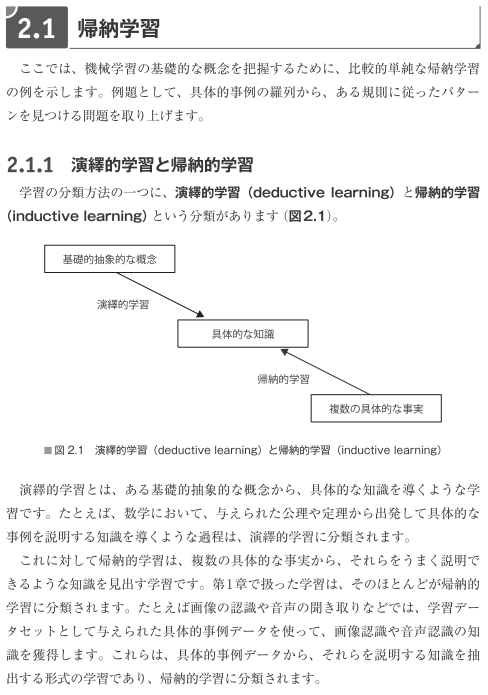 2.1 帰納学習
ここでは、機械学習の基礎的な概念を把握するために、比較的単純な帰納学習
の例を示します。例題として、具体的事例の羅列から、ある規則に従ったパター
ンを見つける問題を取り上げます。
2.1.1 演繹的学習と帰納的学習
学習の分類方法の一つに、演繹的学習（deductive learning）と帰納的学習
（inductive learning）という分類があります（図2.1）。
基礎的抽象的な概念
演繹的学習
具体的な知識
帰納的学習
複数の具体的な事実
■図2.1 演繹的学習（deductive learning）と帰納的学習（inductive learning）
演繹的学習とは、ある基礎的抽象的な概念から、具体的な知識を導くような学
習です。たとえば、数学において、与えられた公理や定理から出発して具体的な
事例を説明する知識を導くような過程は、演繹的学習に分類されます。
これに対して帰納的学習は、複数の具体的な事実から、それらをうまく説明で
きるような知識を見出す学習です。第1章で扱った学習は、そのほとんどが帰納的
学習に分類されます。たとえば画像の認識や音声の聞き取りなどでは、学習デー
タセットとして与えられた具体的事例データを使って、画像認識や音声認識の知
識を獲得します。これらは、具体的事例データから、それらを説明する知識を抽
出する形式の学習であり、帰納的学習に分類されます。